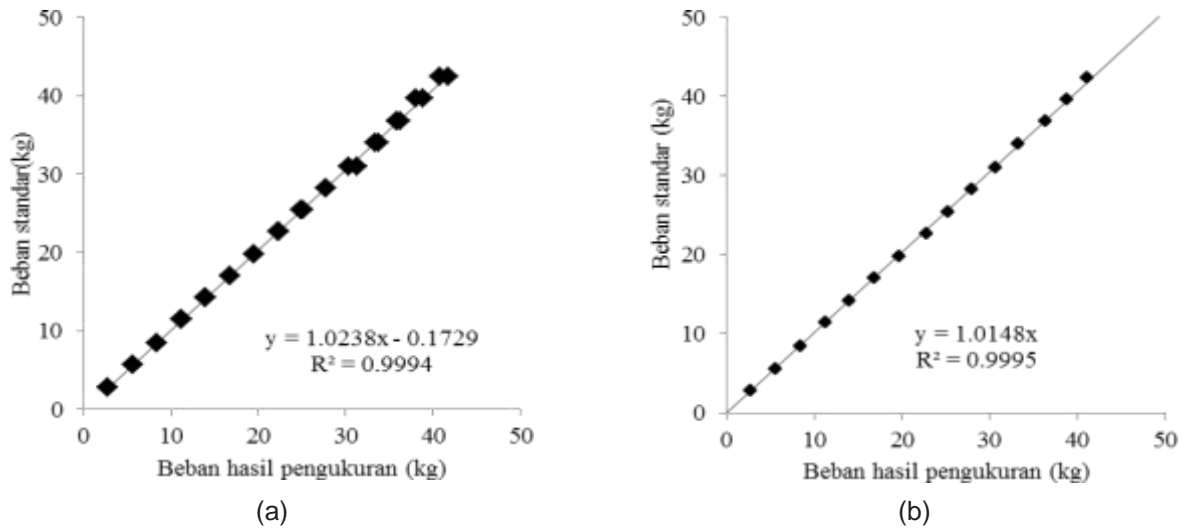 50
40
30
20
10
0
Beban standar(kg)
y = 1.0238x - 0.1729
R² = 0.9994
0 10 20 30 40 50
Beban hasil pengukuran (kg)
(a)
50
40
30
20
10
0
Beban standar (kg)
y = 1.0148x
R² = 0.9995
0 10 20 30 40 50
Beban hasil pengukuran (kg)
(b)